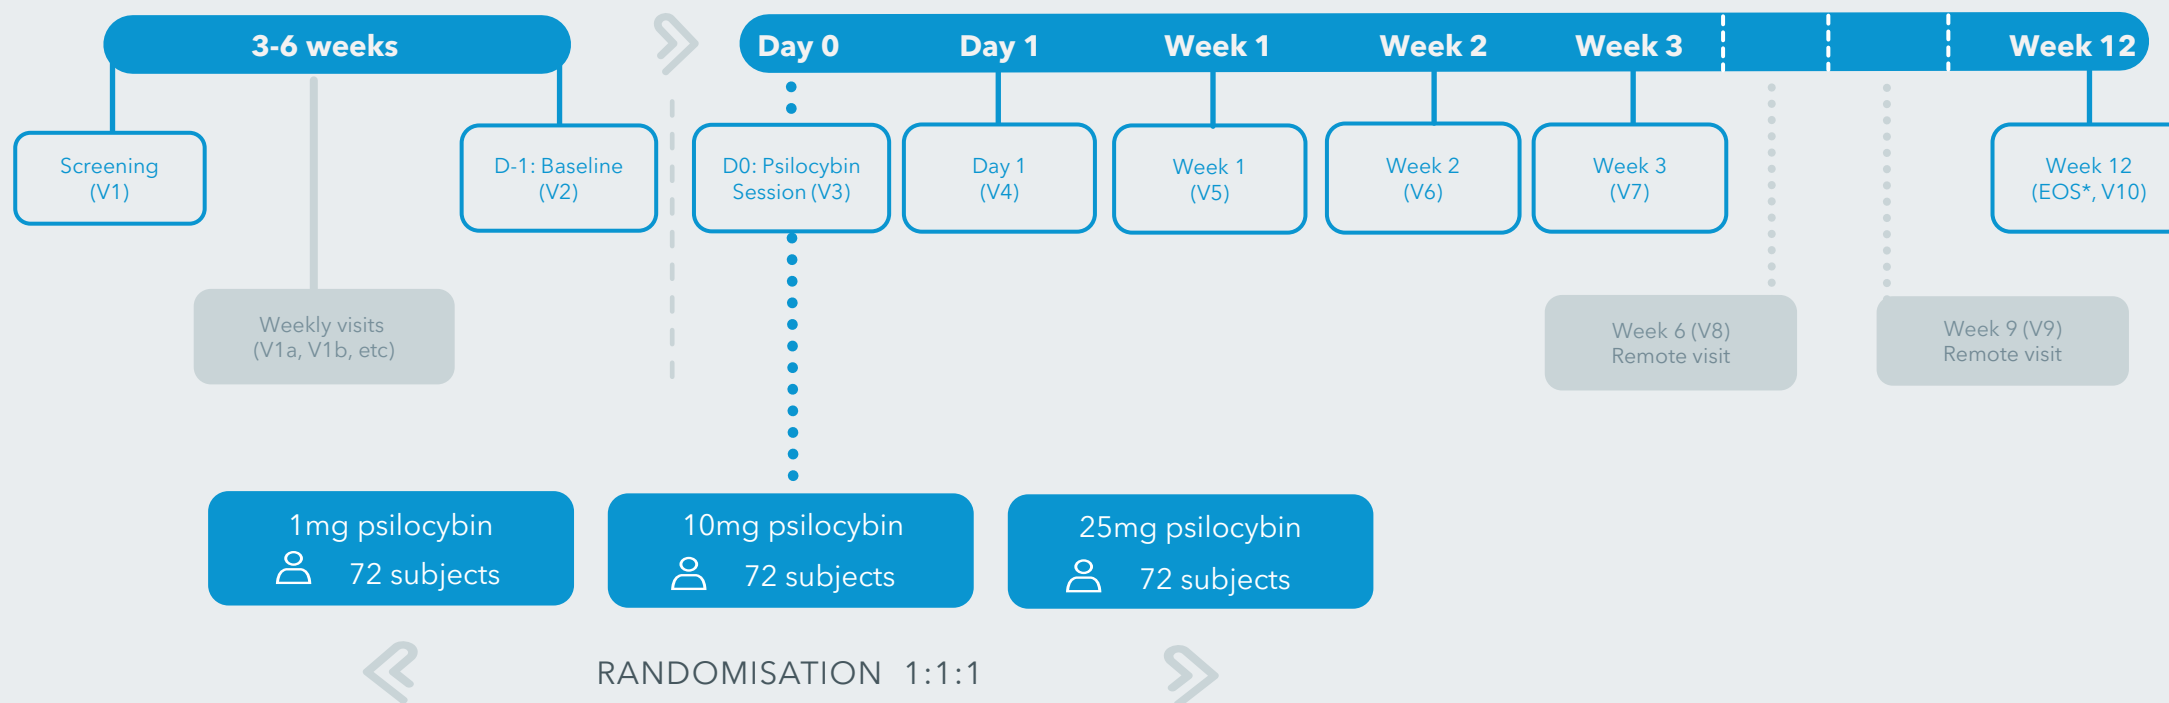 3-6 weeks
Day 0
Day 1
Week 1
Week 2
Week 3
Week 12
Screening
(V1)
D-1: Baseline
(V2)
D0: Psilocybin
Session (V3)
Day 1
(V4)
Week 1
(V5)
Week 2
(V6)
Week 3
(V7)
Week 12
(EOS*, V10)
Weekly visits
(V1a, V1b, etc)
Week 6 (V8)
Remote visit
Week 9 (V9)
Remote visit
1mg psilocybin
72 subjects
10mg psilocybin
72 subjects
25mg psilocybin
72 subjects
RANDOMISATION 1:1:1